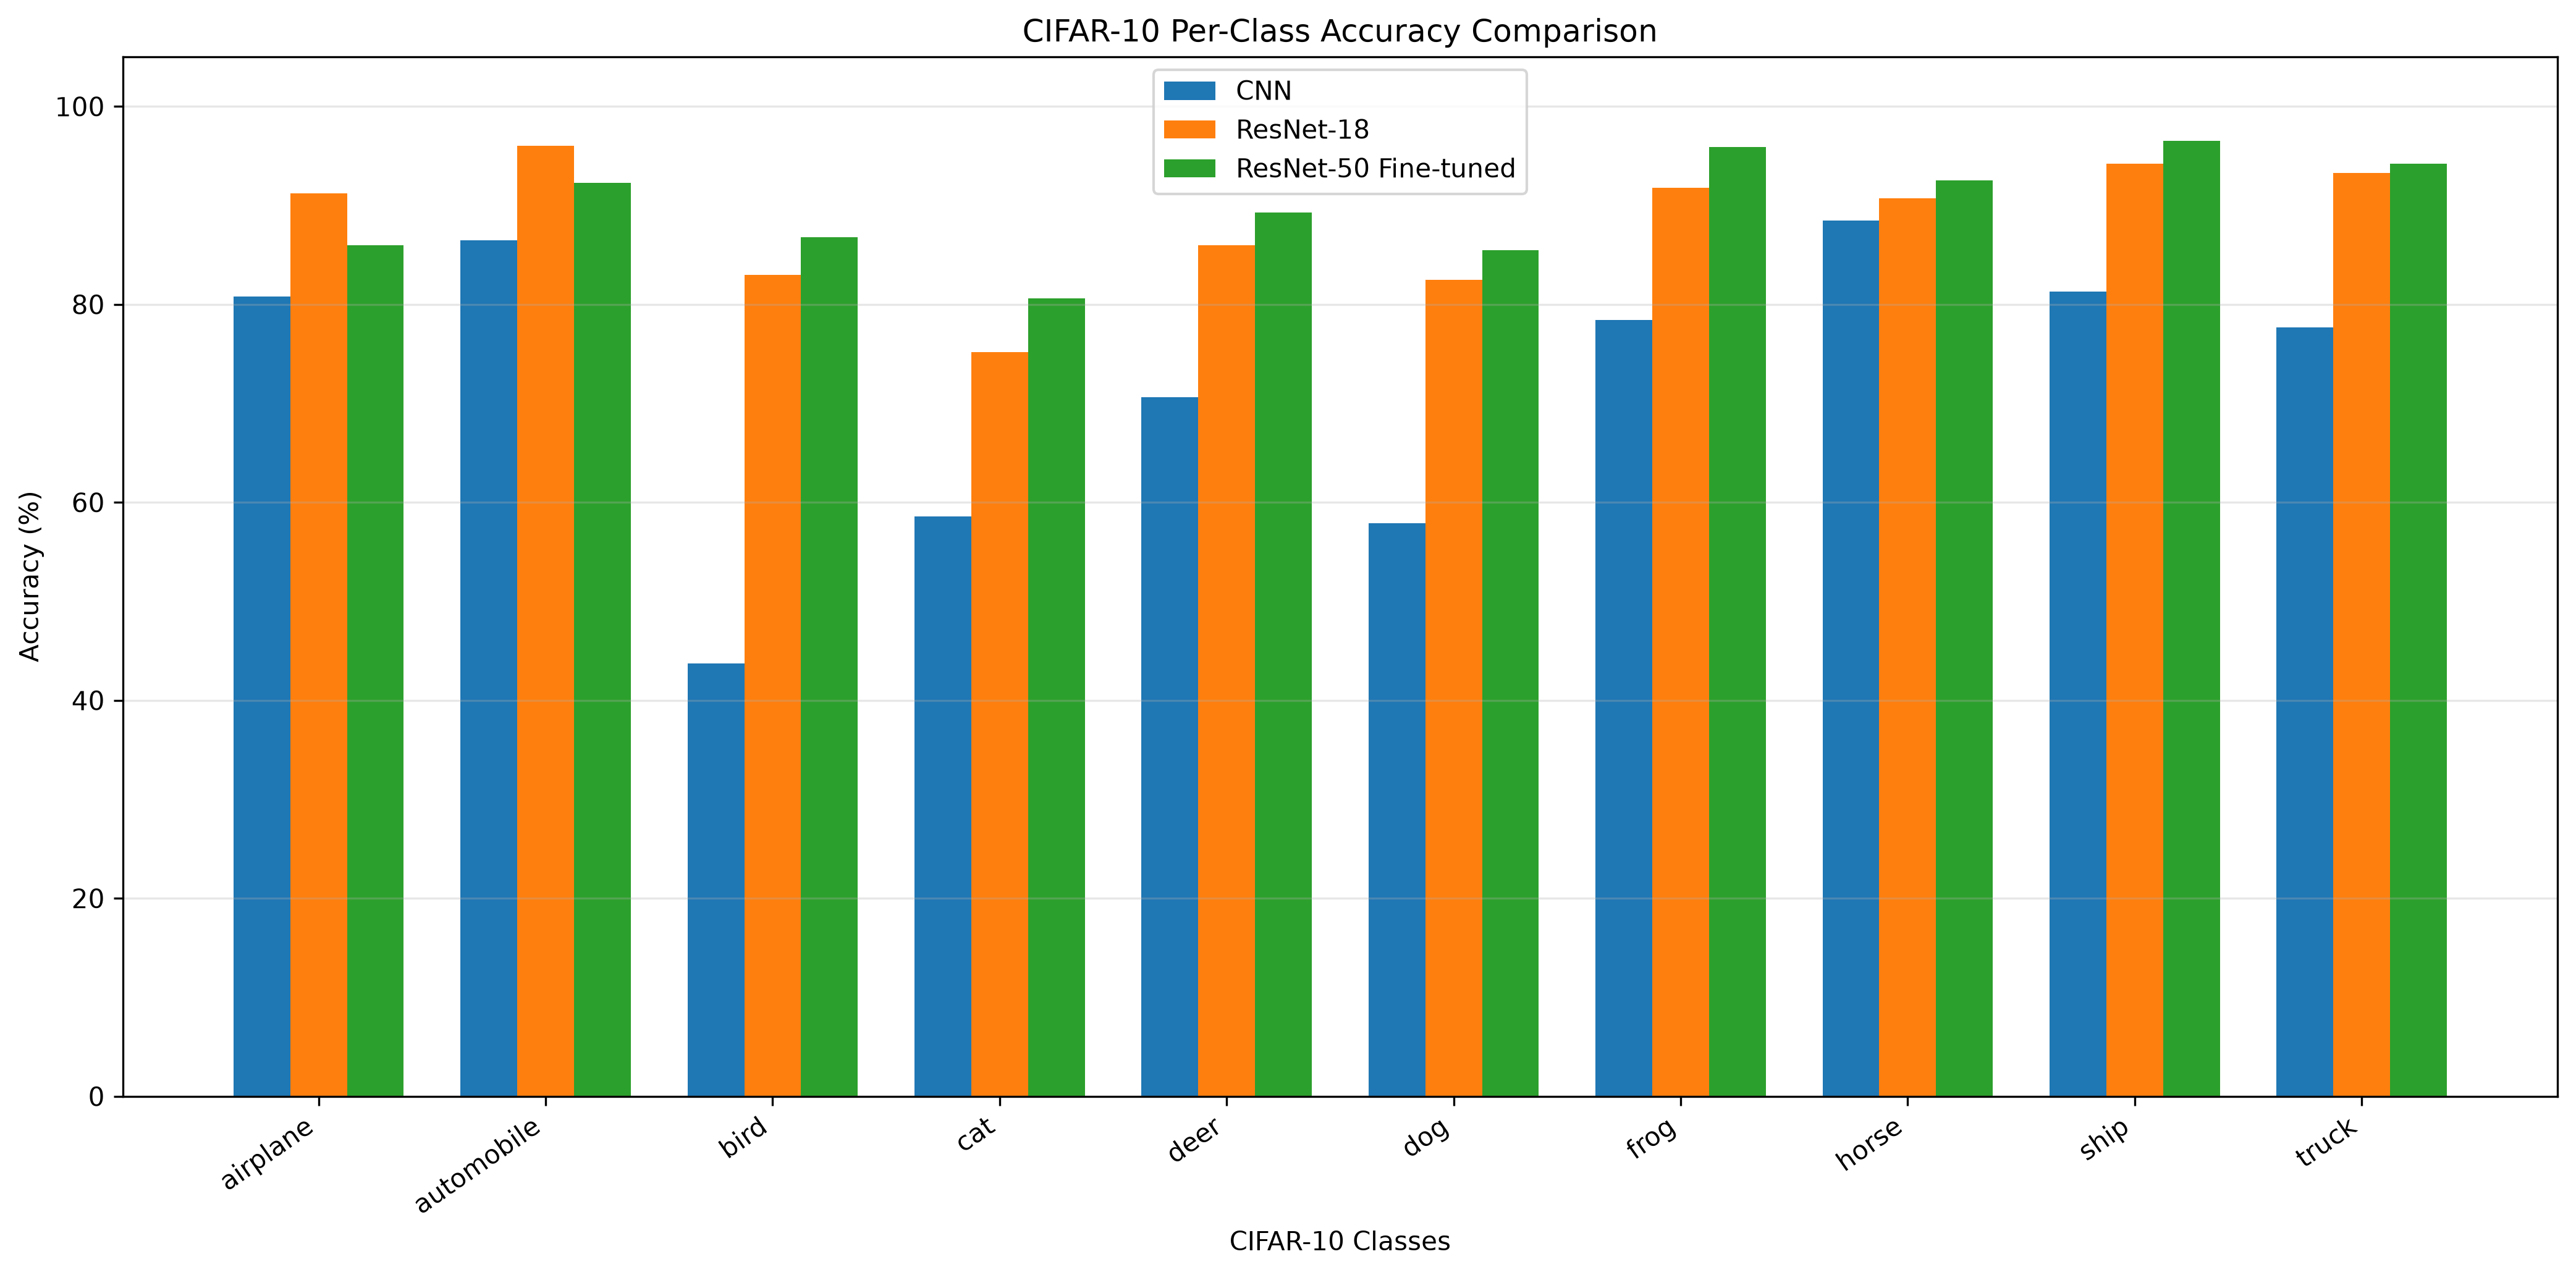 CIFAR-10 Per-Class Accuracy Comparison
CNN
ResNet-18
ResNet-50 Fine-tuned
Accuracy (%)
100
80
60
40
20
0
airplane
automobile
bird
cat
deer
dog
frog
horse
ship
truck
CIFAR-10 Classes